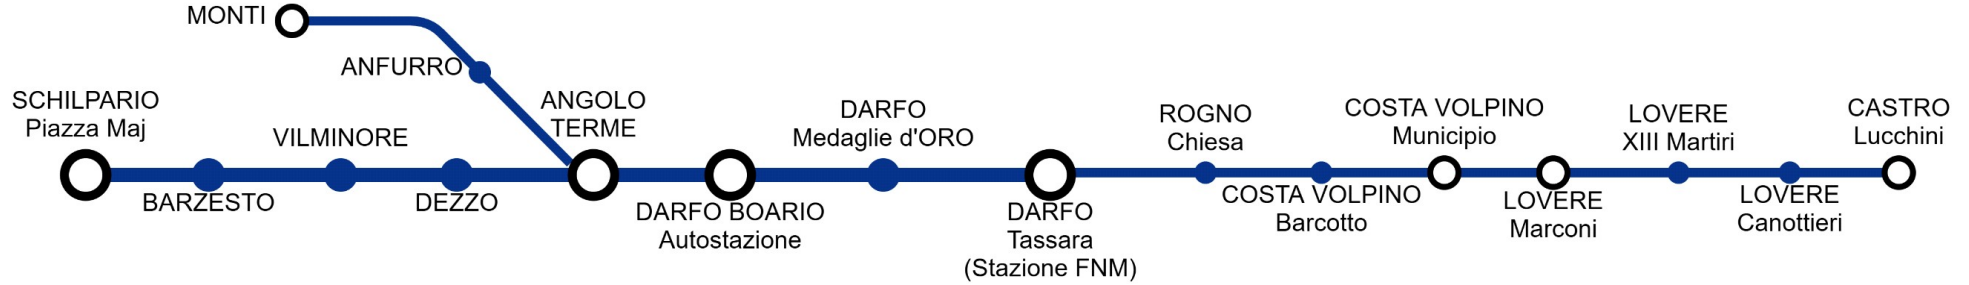 MONTI
ANFURRO
SCHILPARIO
Piazza Maj
BARZESTO
VILMINORE
DEZZO
ANGOLO
TERME
DARFO BOARIO
Autostazione
DARFO
Medaglie d'ORO
DARFO
Tassara
(Stazione FNM)
ROGNO
Chiesa
COSTA VOLPINO
Barcotto
COSTA VOLPINO
Municipio
LOVERE
Marconi
LOVERE
XIII Martiri
LOVERE
Canottieri
CASTRO
Lucchini